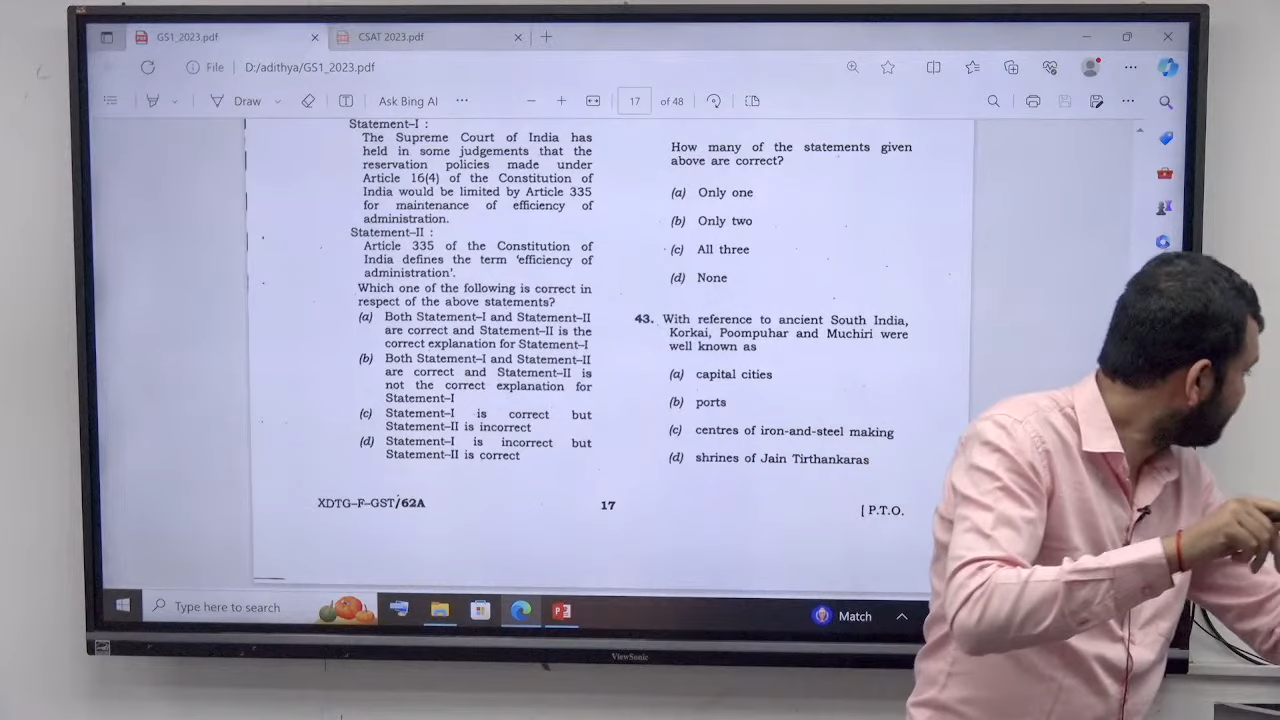 GS1_2023.pdf
CSAT 2023.pdf
File
D:/adithya/GS1_2023.pdf
Draw
Ask Bing AI
17
of 48
Statement–I :
The Supreme Court of India has
held in some judgements that the
reservation policies made under
Article 16(4) of the Constitution of
India would be limited by Article 335
for maintenance of efficiency of
administration.
Statement–II :
Article 335 of the Constitution of
India defines the term 'efficiency of
administration'.
Which one of the following is correct in
respect of the above statements?
(a) Both Statement–I and Statement–II
are correct and Statement–II is the
correct explanation for Statement–I
(b) Both Statement–I and Statement–II
are correct and Statement–II is
not the correct explanation for
Statement–I
(c) Statement–I is correct but
Statement–II is incorrect
(d) Statement–I is incorrect but
Statement–II is correct
How many of the statements given
above are correct?
(a) Only one
(b) Only two
(c) All three
(d) None
43. With reference to ancient South India,
Korkai, Poompuhar and Muchiri were
well known as
(a) capital cities
(b) ports
(c) centres of iron-and-steel making
(d) shrines of Jain Tirthankaras
XDTG–F–GST/62A
17
[ P.T.O.
Type here to search
Match
ViewSonic